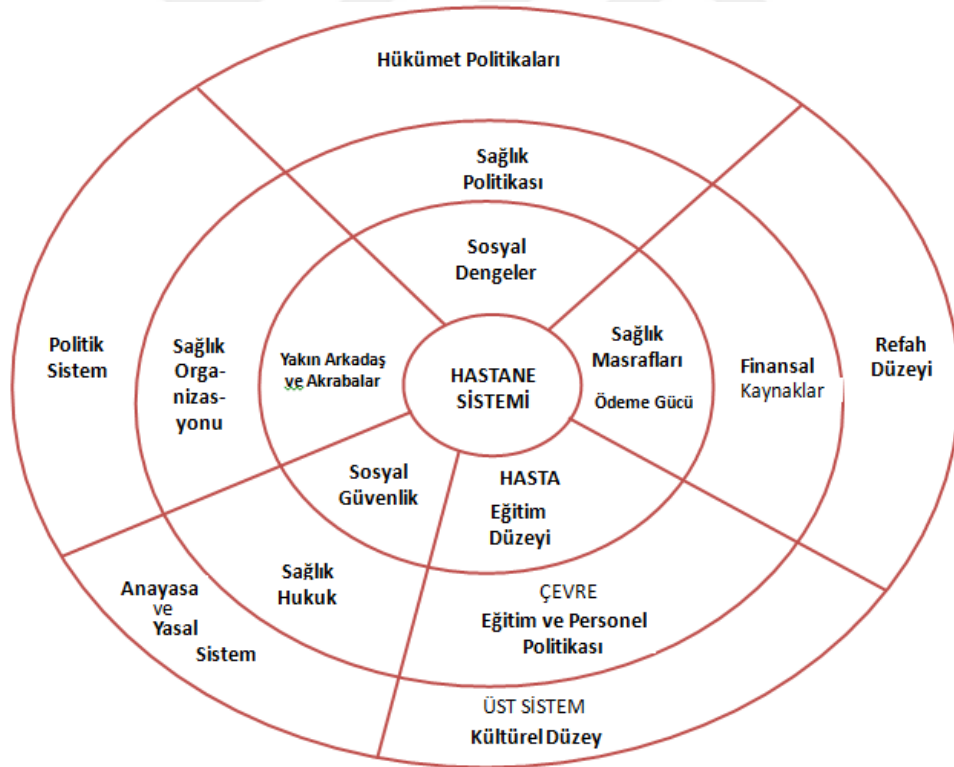 Hükümet Politikaları
Sağlık
Politikası
Sosyal
Dengeler
Politik
Sistem
Sağlık
Orga-
nizas-
yonu
Yakın Arkadaş
ve Akrabalar
HASTANE
SİSTEMİ
Sağlık
Masrafları
Ödeme Gücü
Finansal
Kaynaklar
Refah
Düzeyi
Sosyal
Güvenlik
HASTA
Eğitim
Düzeyi
Sağlık
Hukuk
Anayasa
ve
Yasal
Sistem
ÇEVRE
Eğitim ve Personel
Politikası
ÜST SİSTEM
Kültürel Düzey